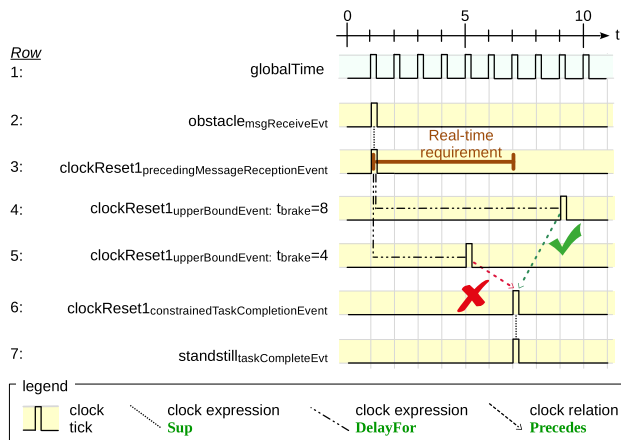 0 5 10
t
Row
1: globalTime
2: obstaclemsgReceiveEvt
Real-time
requirement
3: clockReset1precedingMessageReceptionEvent
4: clockReset1upperBoundEvent: tbrake=8
5: clockReset1upperBoundEvent: tbrake=4
6: clockReset1constrainedTaskCompletionEvent
7: standstilltaskCompleteEvt
legend
clock tick
clock expression Sup
clock expression DelayFor
clock relation Precedes